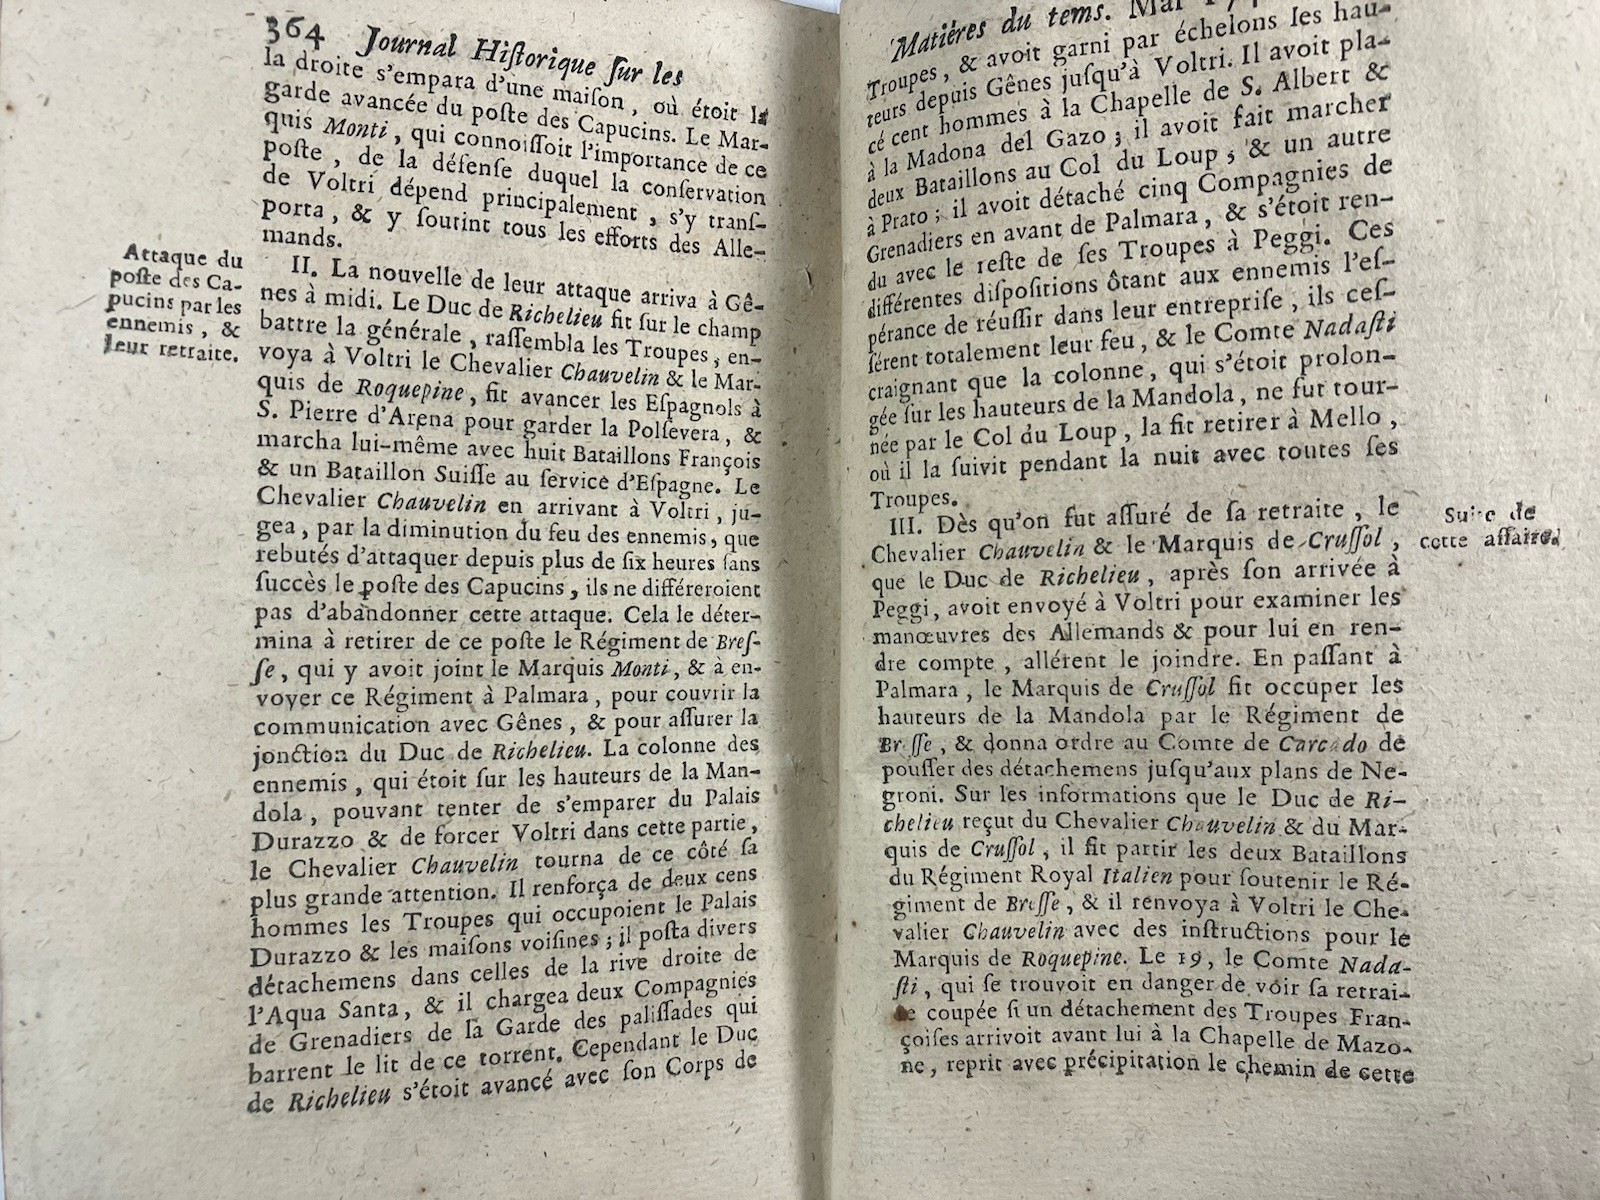 364 Journal Hiſtorique ſur les
la droite s'empara d'une maiſon, où étoit la
garde avancée du poſte des Capucins. Le Mar-
quis Monti, qui connoiſſoit l'importance de ce
poſte, de la défenſe duquel la conſervation
de Voltri dépend principalement, s'y tranſ-
porta, & y ſoutint tous les efforts des Alle-
mands.
Attaque du
poſte des Ca-
pucins par les
ennemis, &
leur retraite.
II. La nouvelle de leur attaque arriva à Gê-
nes à midi. Le Duc de Richelieu fit ſur le champ
battre la générale, raſſembla les Troupes, en-
voya à Voltri le Chevalier Chauvelin & le Mar-
quis de Roquepine, fit avancer les Eſpagnols à
S. Pierre d'Arena pour garder la Polſevera, &
marcha lui-même avec huit Bataillons François
& un Bataillon Suiſſe au ſervice d'Eſpagne. Le
Chevalier Chauvelin en arrivant à Voltri, ju-
gea, par la diminution du feu des ennemis, que
rebutés d'attaquer depuis plus de ſix heures ſans
ſuccès le poſte des Capucins, ils ne différeroient
pas d'abandonner cette attaque. Cela le déter-
mina à retirer de ce poſte le Régiment de Breſ-
ſe, qui y avoit joint le Marquis Monti, & à en-
voyer ce Régiment à Palmara, pour couvrir la
communication avec Gênes, & pour aſſurer la
jonction du Duc de Richelieu. La colonne des
ennemis, qui étoit ſur les hauteurs de la Man-
dola, pouvant tenter de s'emparer du Palais
Durazzo & de forcer Voltri dans cette partie,
le Chevalier Chauvelin tourna de ce côté ſa
plus grande attention. Il renforça de deux cens
hommes les Troupes qui occupoient le Palais
Durazzo & les maiſons voiſines; il poſta divers
détachemens dans celles de la rive droite de
l'Aqua Santa, & il chargea deux Compagnies
de Grenadiers de la Garde des paliſſades qui
barrent le lit de ce torrent. Cependant le Duc
de Richelieu s'étoit avancé avec ſon Corps de
Matiéres du tems. Mai
Troupes, & avoit garni par échelons les hau-
teurs depuis Gênes juſqu'à Voltri. Il avoit pla-
cé cent hommes à la Chapelle de S. Albert &
à la Madona del Gazo; il avoit fait marcher
deux Bataillons au Col du Loup, & un autre
à Prato; il avoit détaché cinq Compagnies de
Grenadiers en avant de Palmara, & s'étoit ren-
du avec le reſte de ſes Troupes à Peggi. Ces
différentes diſpoſitions ôtant aux ennemis l'eſ-
pérance de réuſſir dans leur entrepriſe, ils ceſ-
ſérent totalement leur feu, & le Comte Nadaſti
craignant que la colonne, qui s'étoit prolon-
gée ſur les hauteurs de la Mandola, ne fut tour-
née par le Col du Loup, la fit retirer à Mello,
où il la ſuivit pendant la nuit avec toutes ſes
Troupes.
III. Dès qu'on fut aſſuré de ſa retraite, le
Chevalier Chauvelin & le Marquis de Cruſſol,
que le Duc de Richelieu, après ſon arrivée à
Peggi, avoit envoyé à Voltri pour examiner les
manœuvres des Allemands & pour lui en ren-
dre compte, allérent le joindre. En paſſant à
Palmara, le Marquis de Cruſſol fit occuper les
hauteurs de la Mandola par le Régiment de
Breſſe, & donna ordre au Comte de Carcado de
pouſſer des détachemens juſqu'aux plans de Ne-
groni. Sur les informations que le Duc de Ri-
chelieu reçut du Chevalier Chauvelin & du Mar-
quis de Cruſſol, il fit partir les deux Bataillons
du Régiment Royal Italien pour ſoutenir le Ré-
giment de Breſſe, & il renvoya à Voltri le Che-
valier Chauvelin avec des inſtructions pour le
Marquis de Roquepine. Le 19, le Comte Nada-
ſti, qui ſe trouvoit en danger de voir ſa retrai-
te coupée ſi un détachement des Troupes Fran-
çoiſes arrivoit avant lui à la Chapelle de Mazo-
ne, reprit avec précipitation le chemin de cette
Suite de
cette affaire.